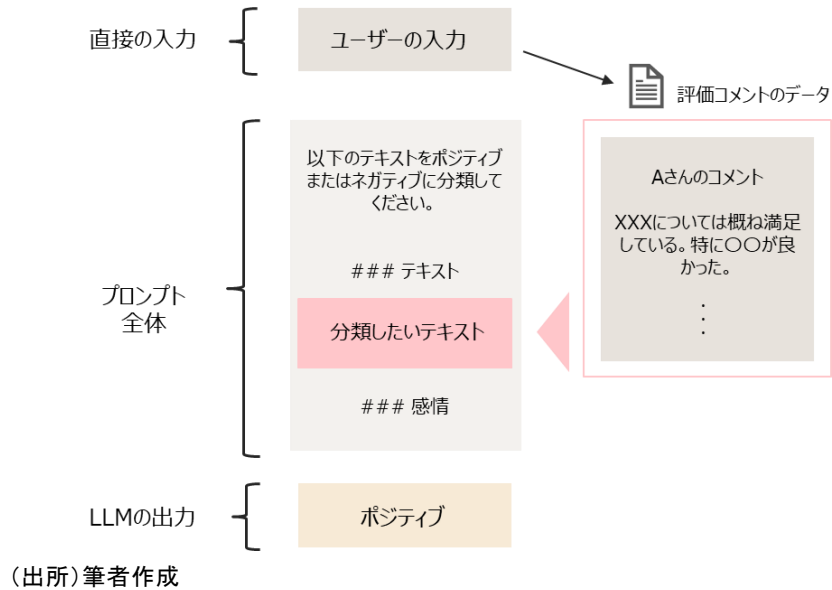 直接の入力
ユーザーの入力
評価コメントのデータ
プロンプト
全体
以下のテキストをポジティブ
またはネガティブに分類して
ください。
### テキスト
分類したいテキスト
### 感情
Aさんのコメント
XXXについては概ね満足
している。特に〇〇が良
かった。
・
・
・
LLMの出力
ポジティブ
（出所）筆者作成